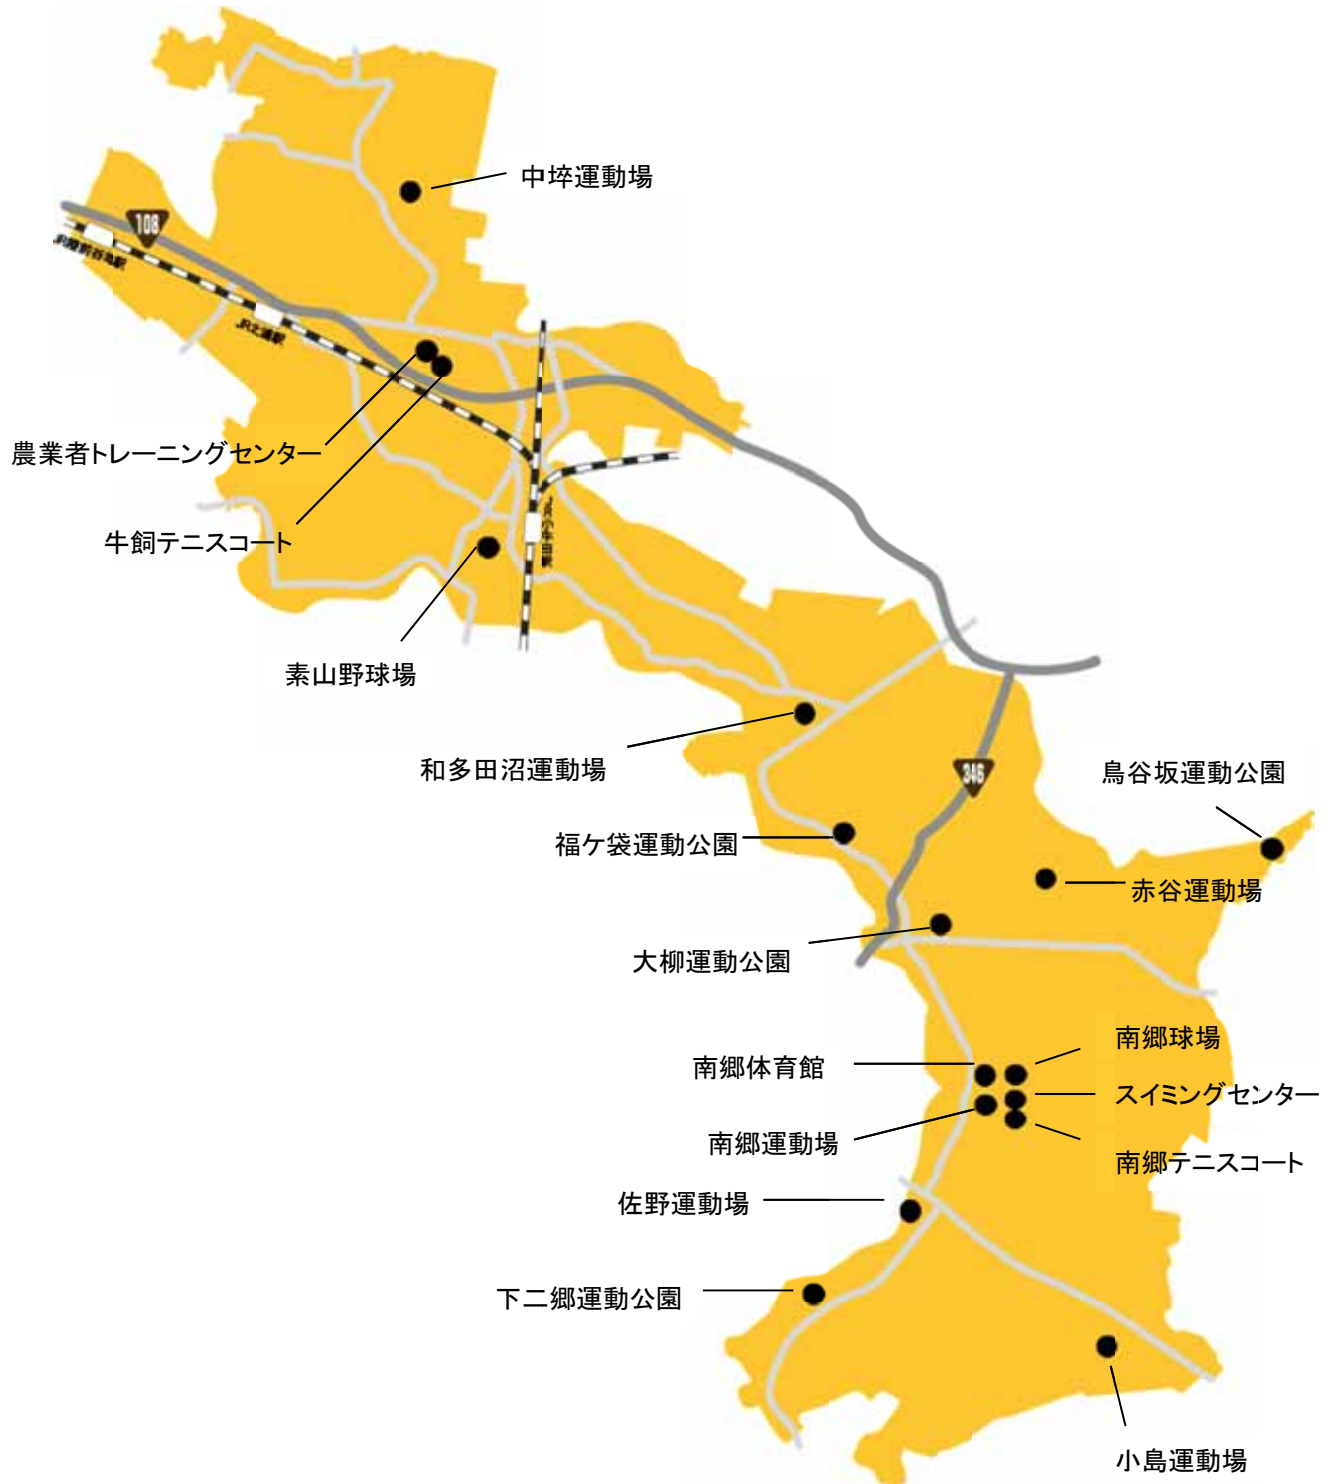 中埣運動場
108
JR北浦駅
農業者トレーニングセンター
牛飼テニスコート
素山野球場
和多田沼運動場
346
鳥谷坂運動公園
福ケ袋運動公園
赤谷運動場
大柳運動公園
南郷球場
南郷体育館
スイミングセンター
南郷運動場
南郷テニスコート
佐野運動場
下二郷運動公園
小島運動場